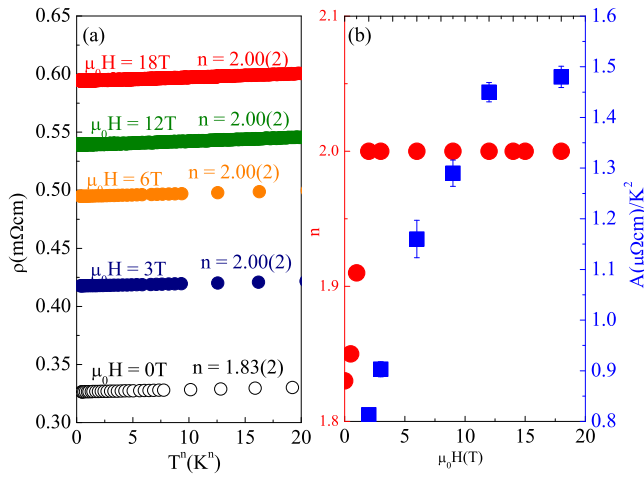 (a)
μ₀H = 18T n = 2.00(2)
μ₀H = 12T n = 2.00(2)
μ₀H = 6T n = 2.00(2)
μ₀H = 3T n = 2.00(2)
μ₀H = 0T n = 1.83(2)
0.65
0.60
0.55
0.50
0.45
0.40
0.35
0.30
ρ(mΩcm)
0 5 10 15 20
Tⁿ(Kⁿ)
(b)
2.1
2.0
1.9
1.8
n
0 5 10 15 20
μ₀H(T)
1.6
1.5
1.4
1.3
1.2
1.1
1.0
0.9
0.8
A(μΩcm)/K²